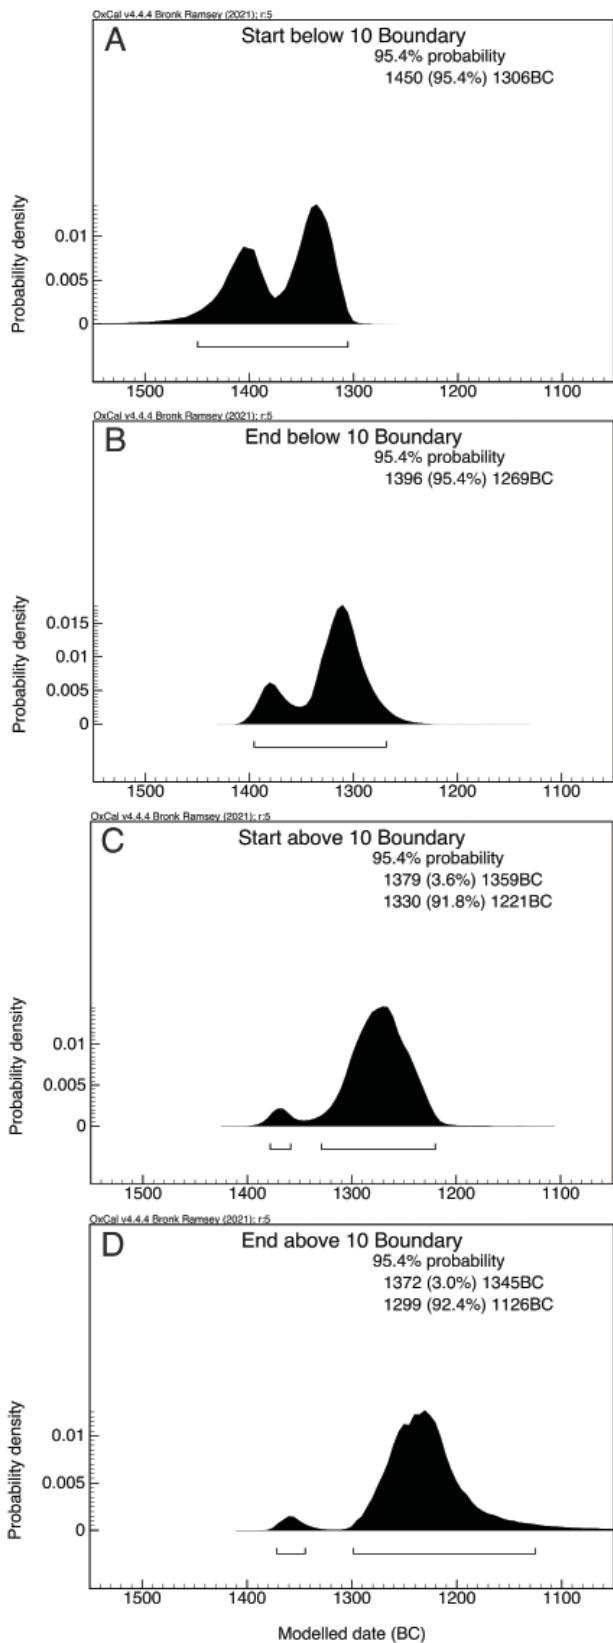 OxCal v4.4.4 Bronk Ramsey (2021); r:5
A
Start below 10 Boundary
95.4% probability
1450 (95.4%) 1306BC
Probability density
0.01
0.005
0
1500 1400 1300 1200 1100
OxCal v4.4.4 Bronk Ramsey (2021); r:5
B
End below 10 Boundary
95.4% probability
1396 (95.4%) 1269BC
Probability density
0.015
0.01
0.005
0
1500 1400 1300 1200 1100
OxCal v4.4.4 Bronk Ramsey (2021); r:5
C
Start above 10 Boundary
95.4% probability
1379 (3.6%) 1359BC
1330 (91.8%) 1221BC
Probability density
0.01
0.005
0
1500 1400 1300 1200 1100
OxCal v4.4.4 Bronk Ramsey (2021); r:5
D
End above 10 Boundary
95.4% probability
1372 (3.0%) 1345BC
1299 (92.4%) 1126BC
Probability density
0.01
0.005
0
1500 1400 1300 1200 1100
Modelled date (BC)